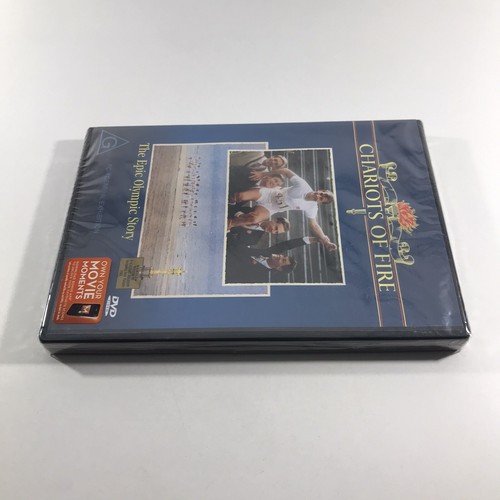 CHARIOTS OF FIRE
The Epic Olympic Story
G
OWN YOUR
MOVIE
MOMENTS
DVD